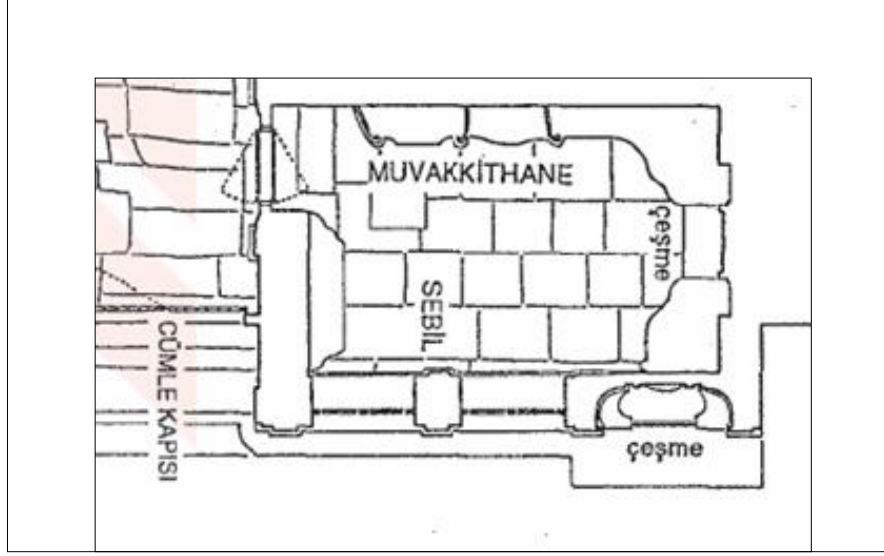 MUVAKKİTHANE
çeşme
SEBİL
CÜMLE KAPISI
çeşme